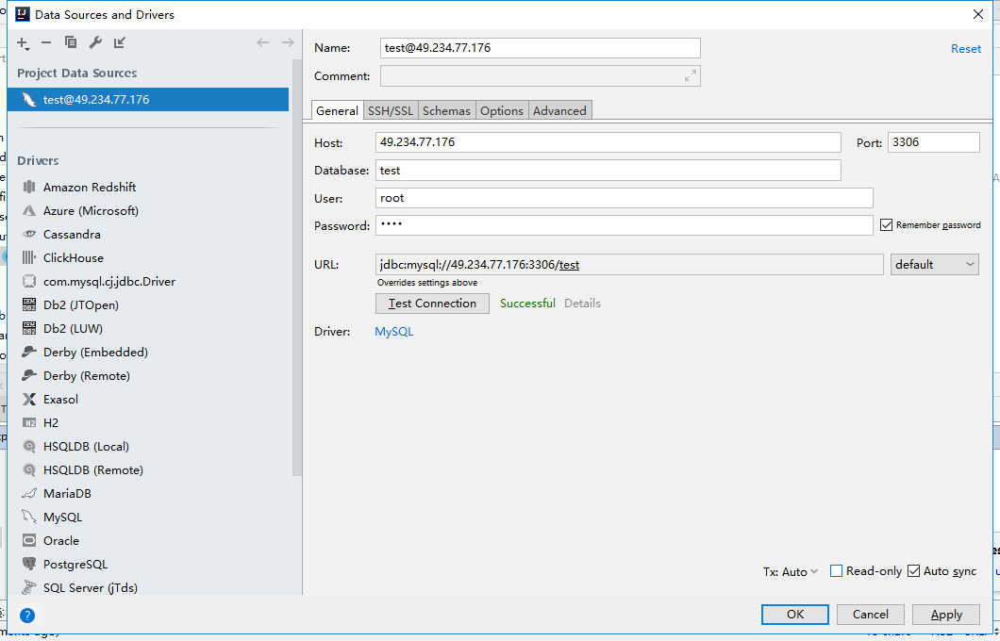 Data Sources and Drivers
Name: test@49.234.77.176 Reset
Comment:
Project Data Sources
test@49.234.77.176
General SSH/SSL Schemas Options Advanced
Host: 49.234.77.176 Port: 3306
Database: test
User: root
Password: •••• Remember password
URL: jdbc:mysql://49.234.77.176:3306/test default
Overrides settings above
Test Connection Successful Details
Driver: MySQL
Drivers
Amazon Redshift
Azure (Microsoft)
Cassandra
ClickHouse
com.mysql.cj.jdbc.Driver
Db2 (JTOpen)
Db2 (LUW)
Derby (Embedded)
Derby (Remote)
Exasol
H2
HSQLDB (Local)
HSQLDB (Remote)
MariaDB
MySQL
Oracle
PostgreSQL
SQL Server (jTds)
Tx: Auto Read-only Auto sync
? OK Cancel Apply